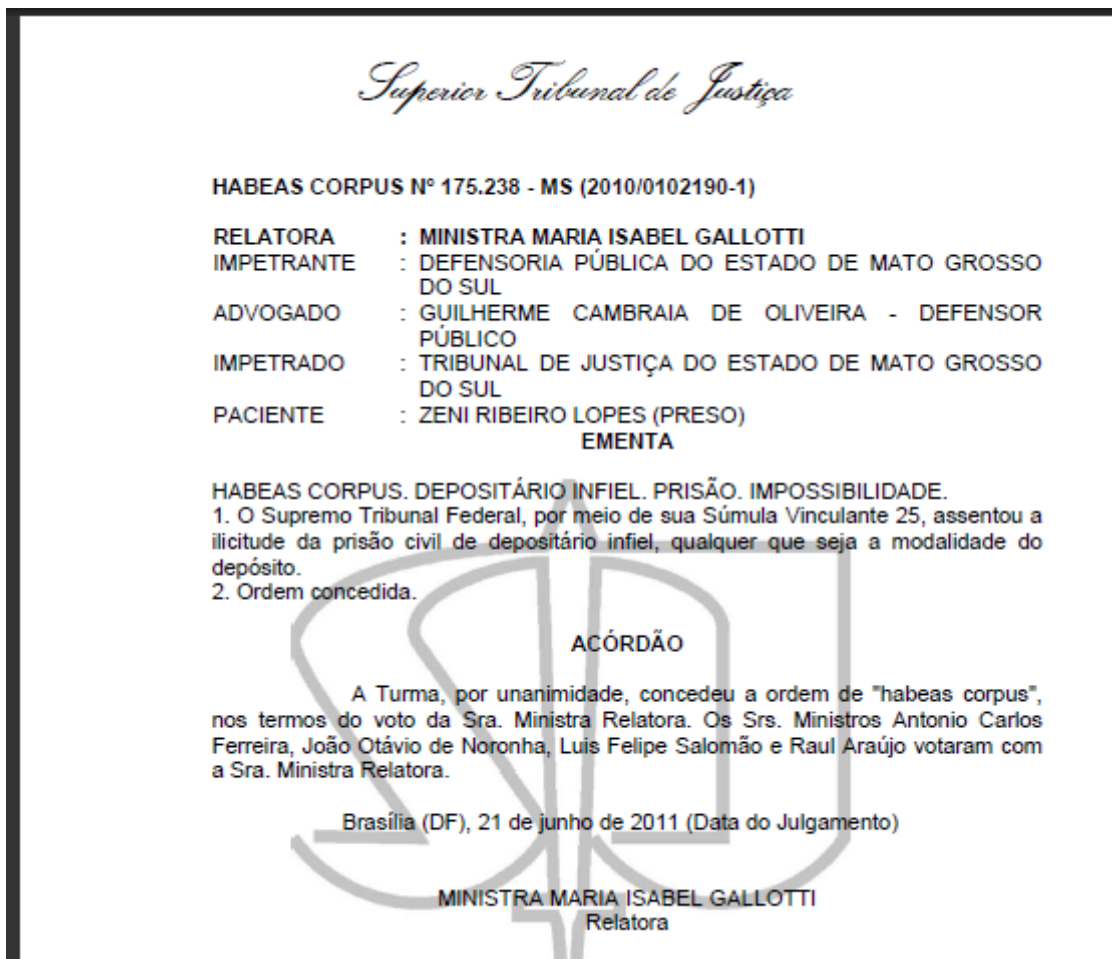 Superior Tribunal de Justiça
HABEAS CORPUS Nº 175.238 - MS (2010/0102190-1)
RELATORA : MINISTRA MARIA ISABEL GALLOTTI
IMPETRANTE : DEFENSORIA PÚBLICA DO ESTADO DE MATO GROSSO
DO SUL
ADVOGADO : GUILHERME CAMBRAIA DE OLIVEIRA - DEFENSOR
PÚBLICO
IMPETRADO : TRIBUNAL DE JUSTIÇA DO ESTADO DE MATO GROSSO
DO SUL
PACIENTE : ZENI RIBEIRO LOPES (PRESO)
EMENTA
HABEAS CORPUS. DEPOSITÁRIO INFIEL. PRISÃO. IMPOSSIBILIDADE.
1. O Supremo Tribunal Federal, por meio de sua Súmula Vinculante 25, assentou a
ilicitude da prisão civil de depositário infiel, qualquer que seja a modalidade do
depósito.
2. Ordem concedida.
ACÓRDÃO
A Turma, por unanimidade, concedeu a ordem de "habeas corpus",
nos termos do voto da Sra. Ministra Relatora. Os Srs. Ministros Antonio Carlos
Ferreira, João Otávio de Noronha, Luis Felipe Salomão e Raul Araújo votaram com
a Sra. Ministra Relatora.
Brasília (DF), 21 de junho de 2011 (Data do Julgamento)
MINISTRA MARIA ISABEL GALLOTTI
Relatora